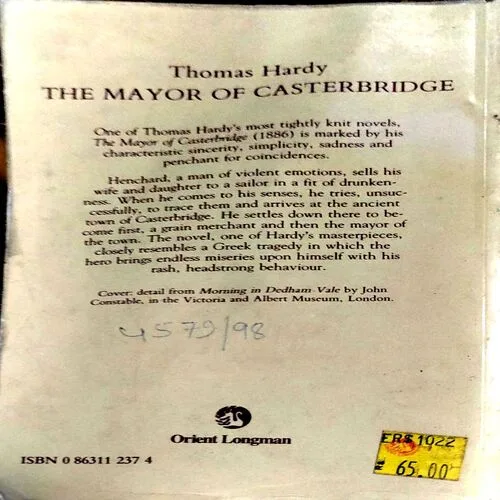 Thomas Hardy
THE MAYOR OF CASTERBRIDGE
One of Thomas Hardy's most tightly knit novels,
The Mayor of Casterbridge (1886) is marked by his
characteristic sincerity, simplicity, sadness and
penchant for coincidences.
Henchard, a man of violent emotions, sells his
wife and daughter to a sailor in a fit of drunken-
ness. When he comes to his senses, he tries, unsuc-
cessfully, to trace them and arrives at the ancient
town of Casterbridge. He settles down there to be-
come first, a grain merchant and then the mayor of
the town. The novel, one of Hardy's masterpieces,
closely resembles a Greek tragedy in which the
hero brings endless miseries upon himself with his
rash, headstrong behaviour.
Cover: detail from Morning in Dedham Vale by John
Constable, in the Victoria and Albert Museum, London.
4579/98
Orient Longman
ISBN 0 86311 237 4
1022
65.00